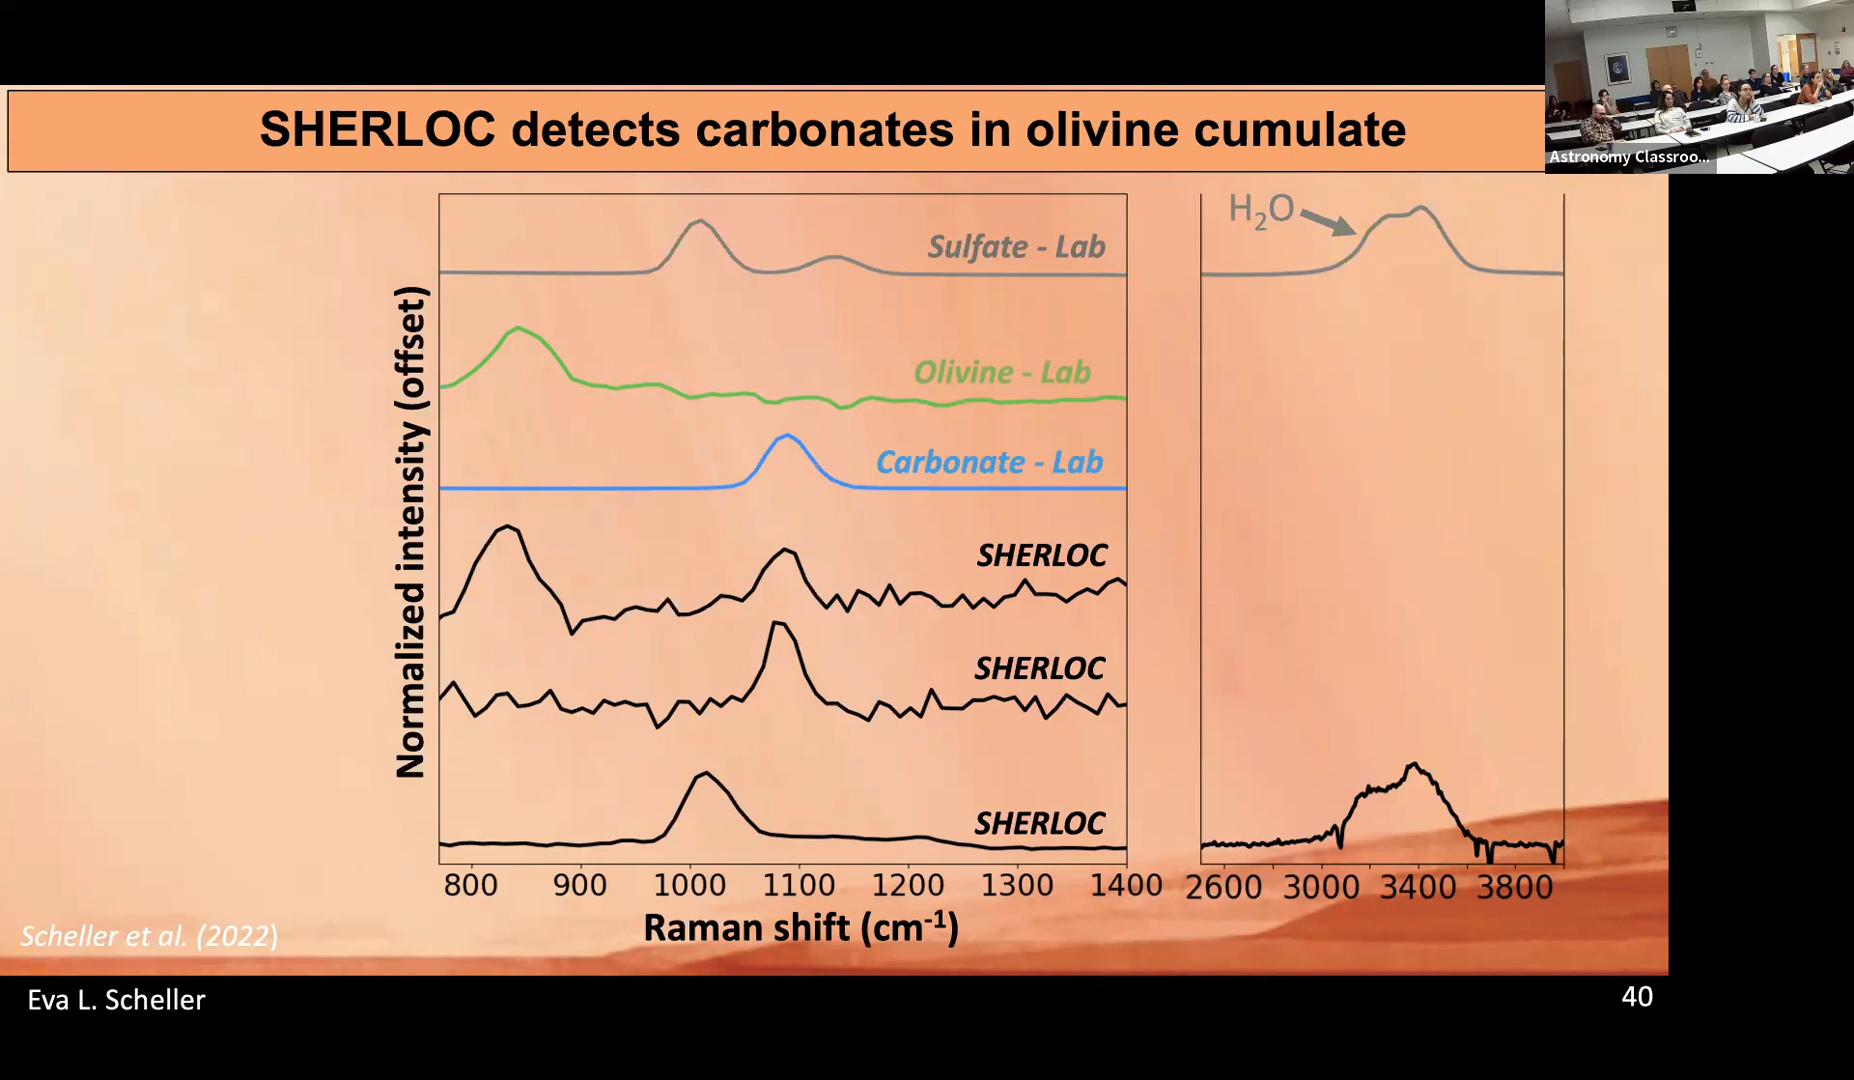 SHERLOC detects carbonates in olivine cumulate
Astronomy Classroo...
H₂O
Sulfate - Lab
Olivine - Lab
Carbonate - Lab
SHERLOC
SHERLOC
SHERLOC
Normalized intensity (offset)
800 900 1000 1100 1200 1300 1400 2600 3000 3400 3800
Raman shift (cm⁻¹)
Scheller et al. (2022)
Eva L. Scheller
40